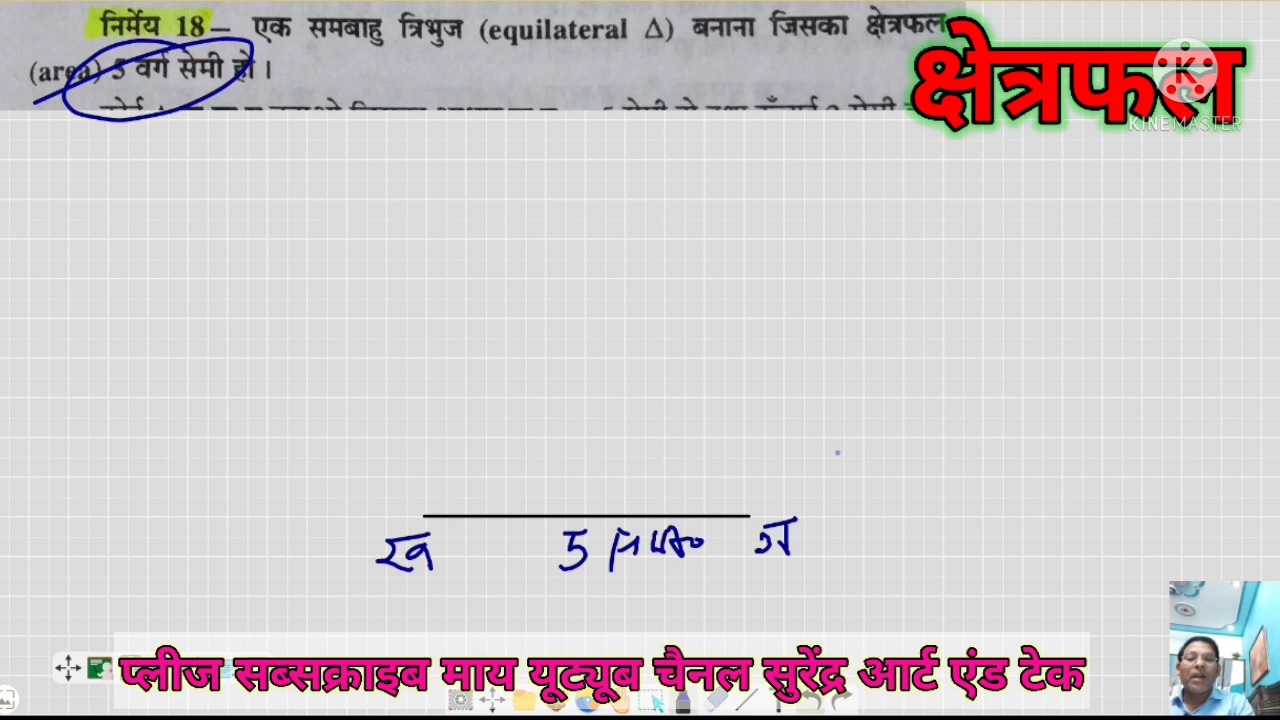 निर्मेय 18— एक समबाहु त्रिभुज (equilateral Δ) बनाना जिसका क्षेत्रफल
(area) 5 वर्ग सेमी हो।
क्षेत्रफल
KINEMASTER
ख 5 ग
प्लीज सब्सक्राइब माय यूट्यूब चैनल सुरेंद्र आर्ट एंड टेक